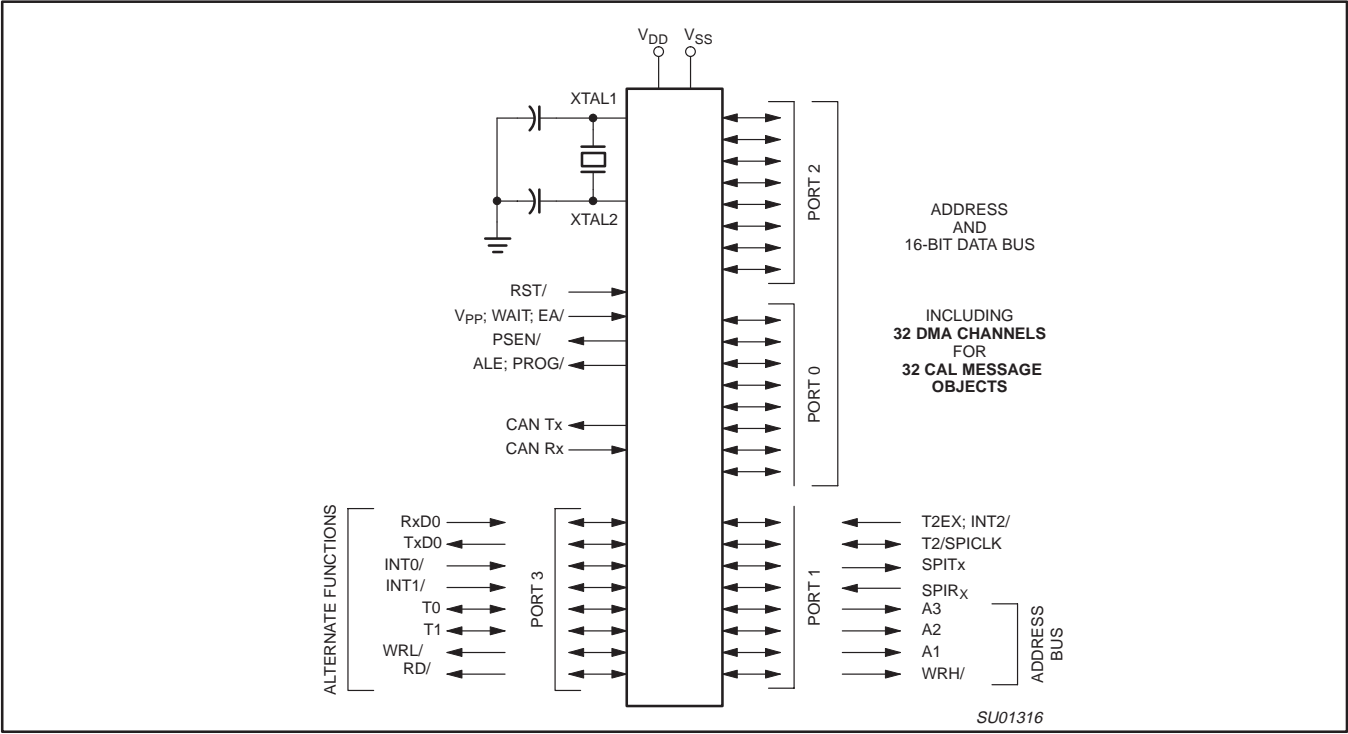 VDD
VSS
XTAL1
XTAL2
PORT 2
ADDRESS
AND
16-BIT DATA BUS
RST/
VPP; WAIT; EA/
PSEN/
ALE; PROG/
INCLUDING
32 DMA CHANNELS
FOR
32 CAL MESSAGE
OBJECTS
PORT 0
CAN Tx
CAN Rx
ALTERNATE FUNCTIONS
RxD0
TxD0
INT0/
INT1/
T0
T1
WRL/
RD/
PORT 3
PORT 1
T2EX; INT2/
T2/SPICLK
SPITx
SPIRX
A3
A2
A1
WRH/
ADDRESS
BUS
SU01316